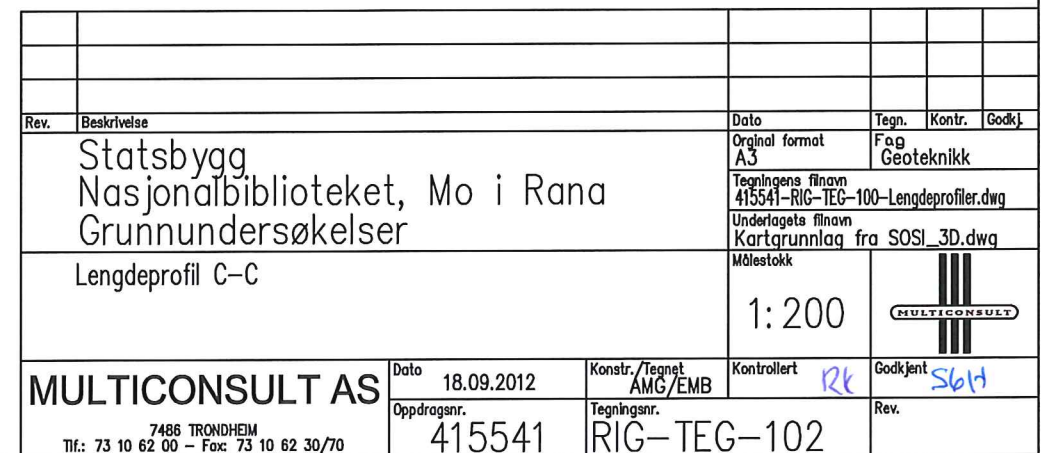 Rev. Beskrivelse Dato Tegn. Kontr. Godkj.
Statsbygg
Nasjonalbiblioteket, Mo i Rana
Grunnundersøkelser
Orginal format
A3
Fag
Geoteknikk
Tegningens filnavn
415541-RIG-TEG-100-Lengdeprofiler.dwg
Underlagets filnavn
Kartgrunnlag fra SOSI_3D.dwg
Lengdeprofil C-C
Målestokk
1:200
MULTICONSULT
MULTICONSULT AS
7486 TRONDHEIM
Tlf.: 73 10 62 00 - Fax: 73 10 62 30/70
Dato
18.09.2012
Konstr./Tegnet
AMG/EMB
Kontrollert
RK
Godkjent
Oppdragsnr.
415541
Tegningsnr.
RIG-TEG-102
Rev.